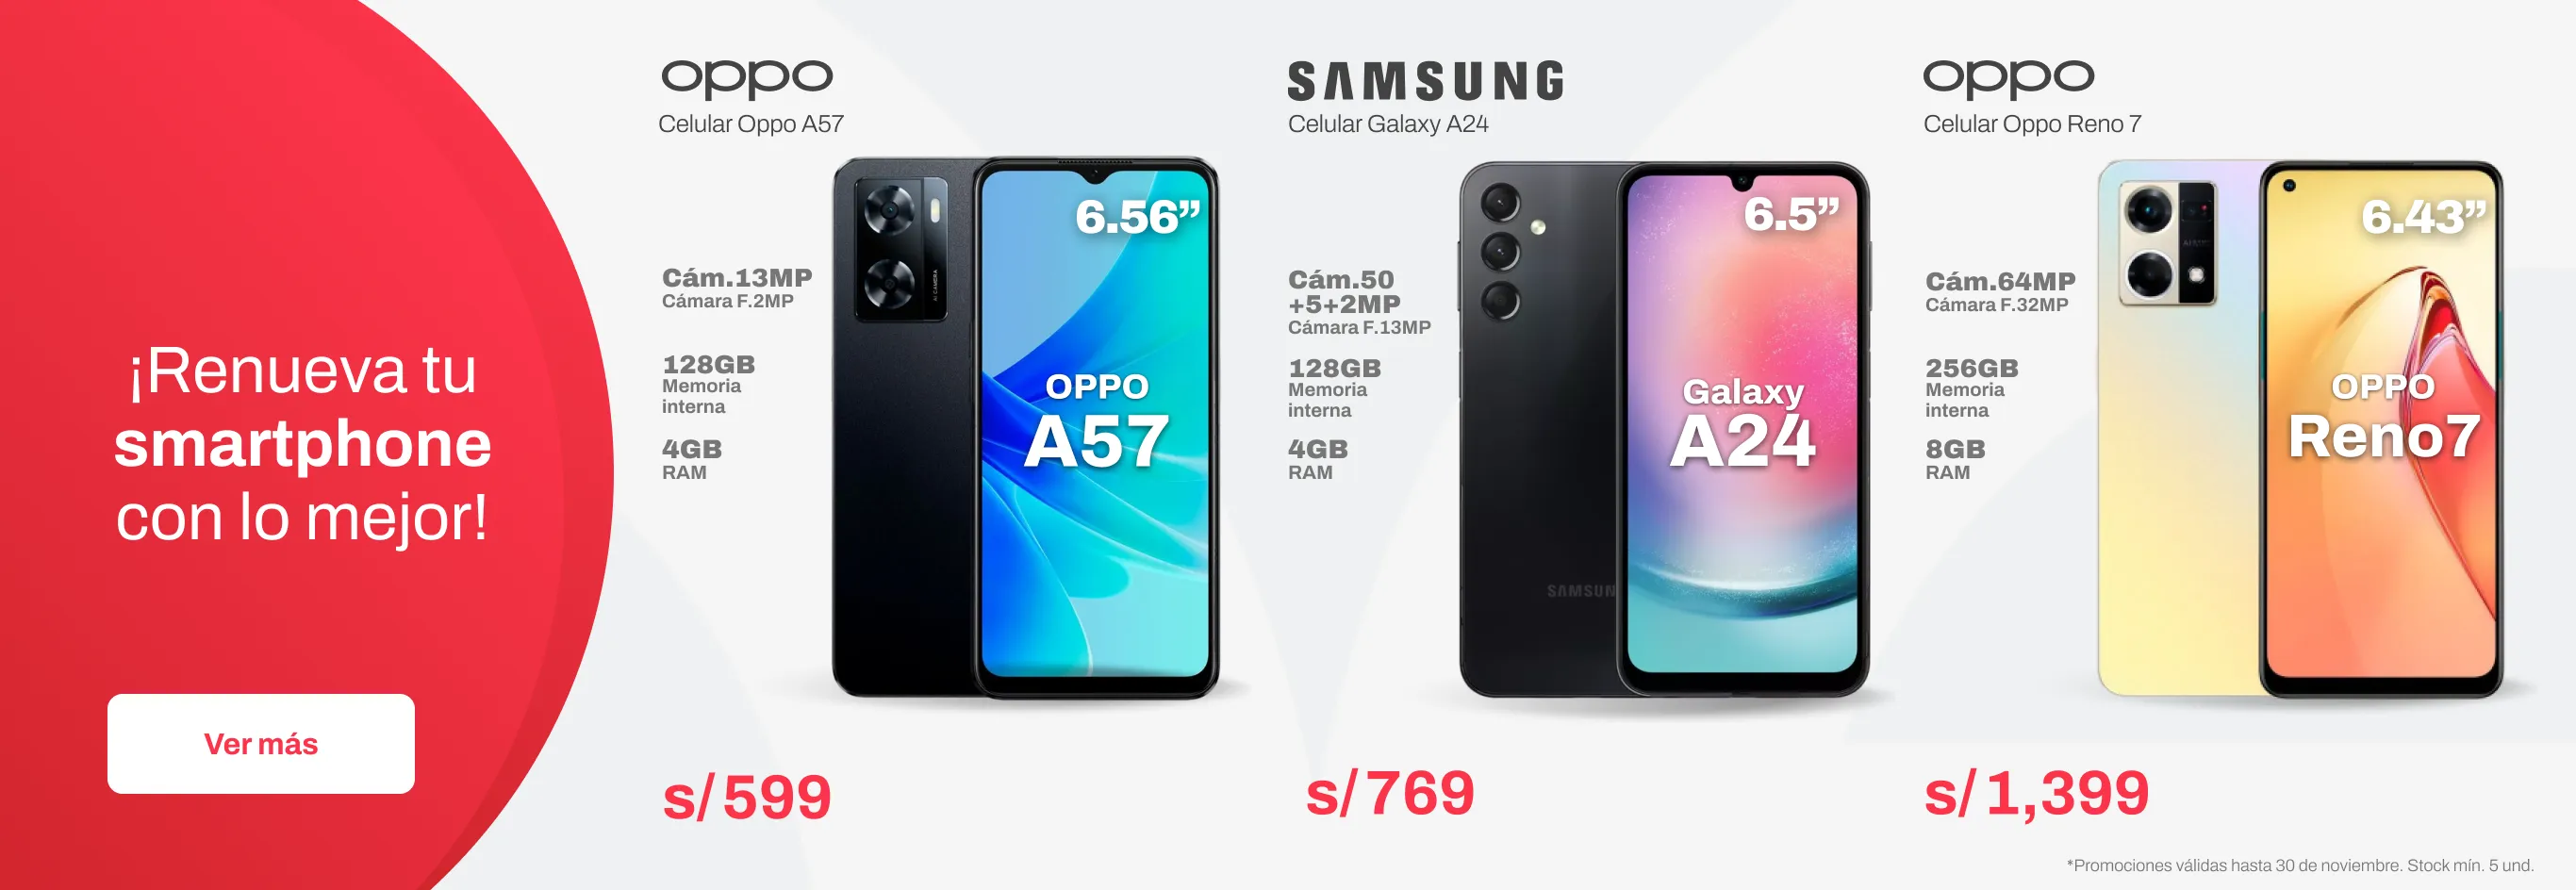 ¡Renueva tu
smartphone
con lo mejor!
Ver más
oppo
Celular Oppo A57
Cám.13MP
Cámara F.2MP
128GB
Memoria
interna
4GB
RAM
6.56”
OPPO
A57
s/599
SAMSUNG
Celular Galaxy A24
Cám.50
+5+2MP
Cámara F.13MP
128GB
Memoria
interna
4GB
RAM
SAMSUN
6.5”
Galaxy
A24
s/769
oppo
Celular Oppo Reno 7
Cám.64MP
Cámara F.32MP
256GB
Memoria
interna
8GB
RAM
6.43”
OPPO
Reno7
s/1,399
*Promociones válidas hasta 30 de noviembre. Stock mín. 5 und.